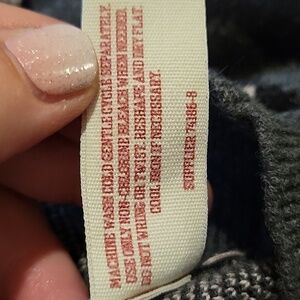 MACHINE WASH COLD GENTLE CYCLE SEPARATELY.
USE ONLY NON-CHLORINE BLEACH WHEN NEEDED.
DO NOT WRING OR TWIST. RESHAPE AND DRY FLAT.
COOL IRON IF NECESSARY.
SUPPLIER 74186-8